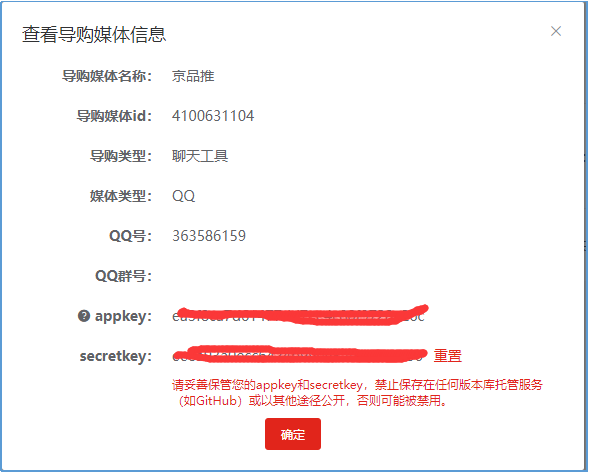 查看导购媒体信息
导购媒体名称： 京品推
导购媒体id： 4100631104
导购类型： 聊天工具
媒体类型： QQ
QQ号： 363586159
QQ群号：
appkey：
secretkey： 重置
请妥善保管您的appkey和secretkey，禁止保存在任何版本库托管服务
（如GitHub）或以其他途径公开，否则可能被禁用。
确定